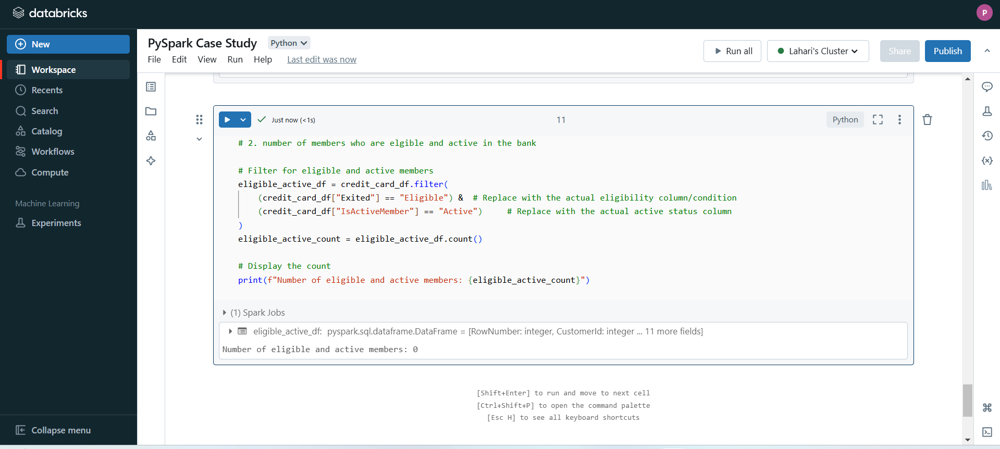 databricks
P
New
Workspace
Recents
Search
Catalog
Workflows
Compute
Machine Learning
Experiments
Collapse menu
PySpark Case Study
Python
File Edit View Run Help Last edit was now
Run all
Lahari's Cluster
Share
Publish
Just now (<1s)
11
Python
# 2. number of members who are elgible and active in the bank
# Filter for eligible and active members
eligible_active_df = credit_card_df.filter(
(credit_card_df["Exited"] == "Eligible") & # Replace with the actual eligibility column/condition
(credit_card_df["IsActiveMember"] == "Active") # Replace with the actual active status column
)
eligible_active_count = eligible_active_df.count()
# Display the count
print(f"Number of eligible and active members: {eligible_active_count}")
(1) Spark Jobs
eligible_active_df: pyspark.sql.dataframe.DataFrame = [RowNumber: integer, CustomerId: integer ... 11 more fields]
Number of eligible and active members: 0
[Shift+Enter] to run and move to next cell
[Ctrl+Shift+P] to open the command palette
[Esc H] to see all keyboard shortcuts